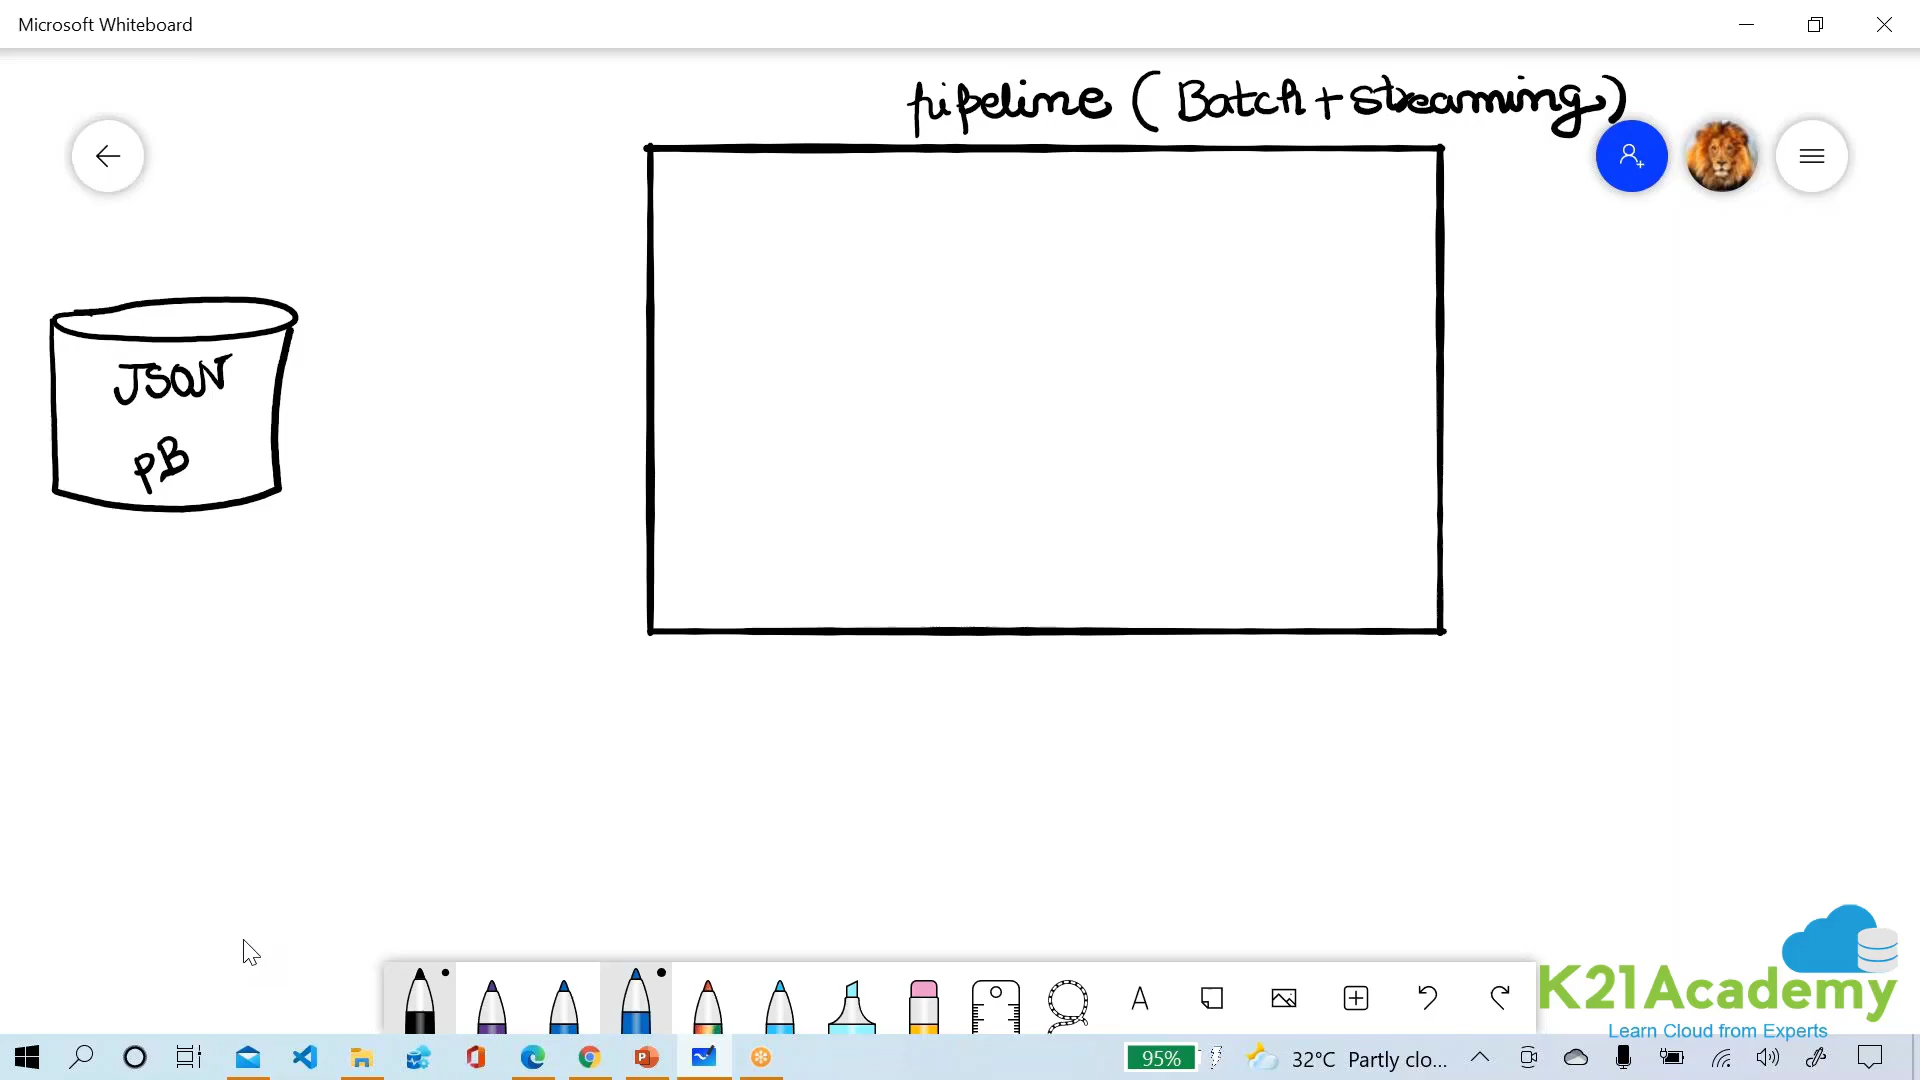 Microsoft Whiteboard
pipeline ( Batch + streaming )
JSON
PB
A
K21Academy
Learn Cloud from Experts
95%
32°C Partly clo...